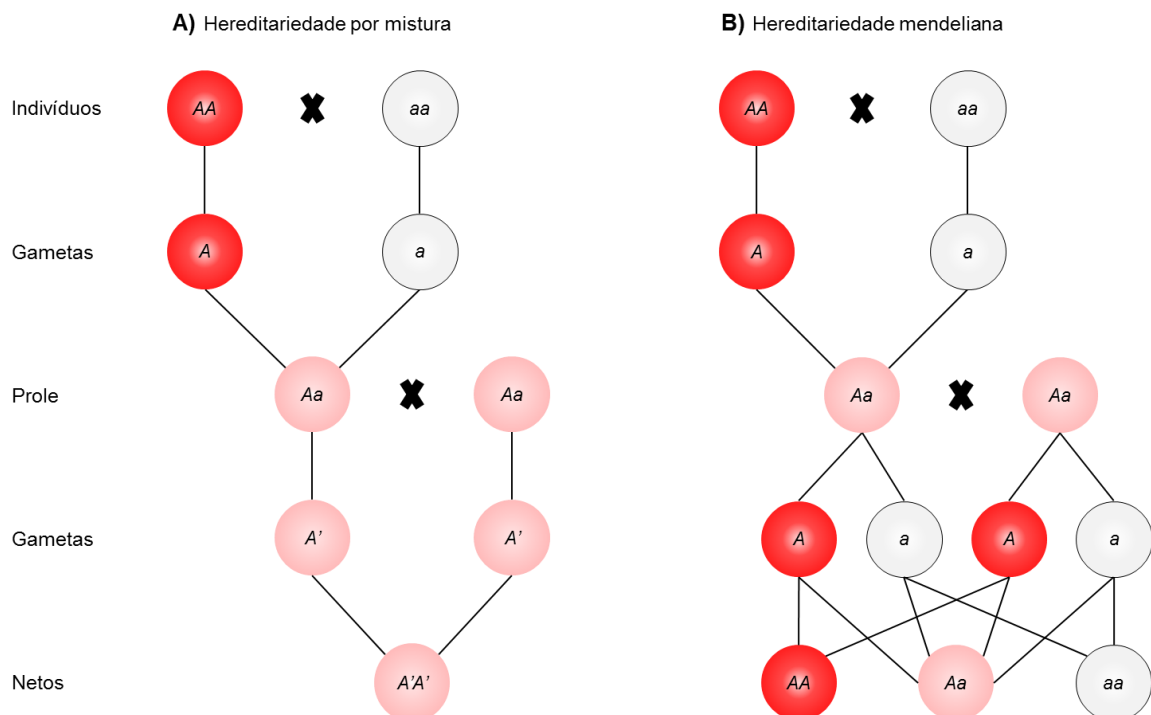 A) Hereditariedade por mistura
B) Hereditariedade mendeliana
Indivíduos
AA
aa
AA
aa
Gametas
A
a
A
a
Prole
Aa
Aa
Aa
Aa
Gametas
A’
A’
A
a
A
a
Netos
A’A’
AA
Aa
aa